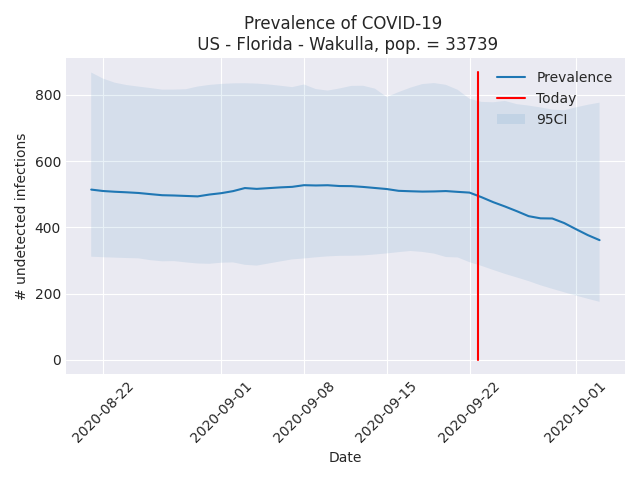 Prevalence of COVID-19
US - Florida - Wakulla, pop. = 33739
Prevalence
Today
95CI
800
600
400
200
0
# undetected infections
2020-08-22
2020-09-01
2020-09-08
2020-09-15
2020-09-22
2020-10-01
Date